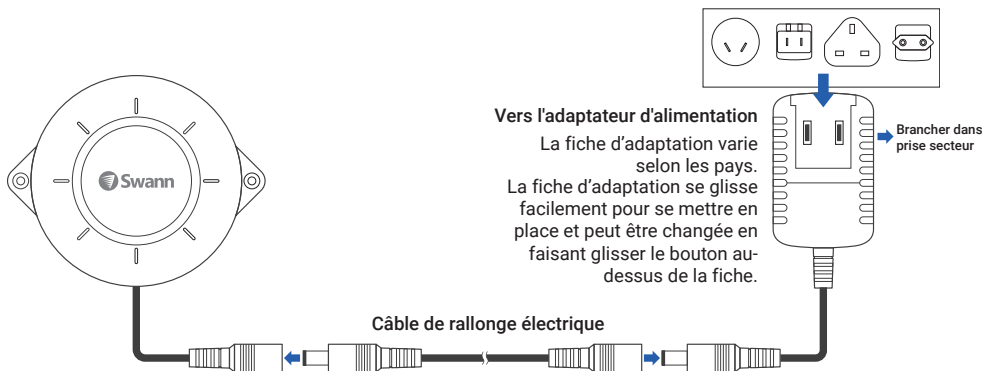 Swann
Vers l'adaptateur d'alimentation
La fiche d’adaptation varie
selon les pays.
La fiche d’adaptation se glisse
facilement pour se mettre en
place et peut être changée en
faisant glisser le bouton au-
dessus de la fiche.
Brancher dans
prise secteur
Câble de rallonge électrique